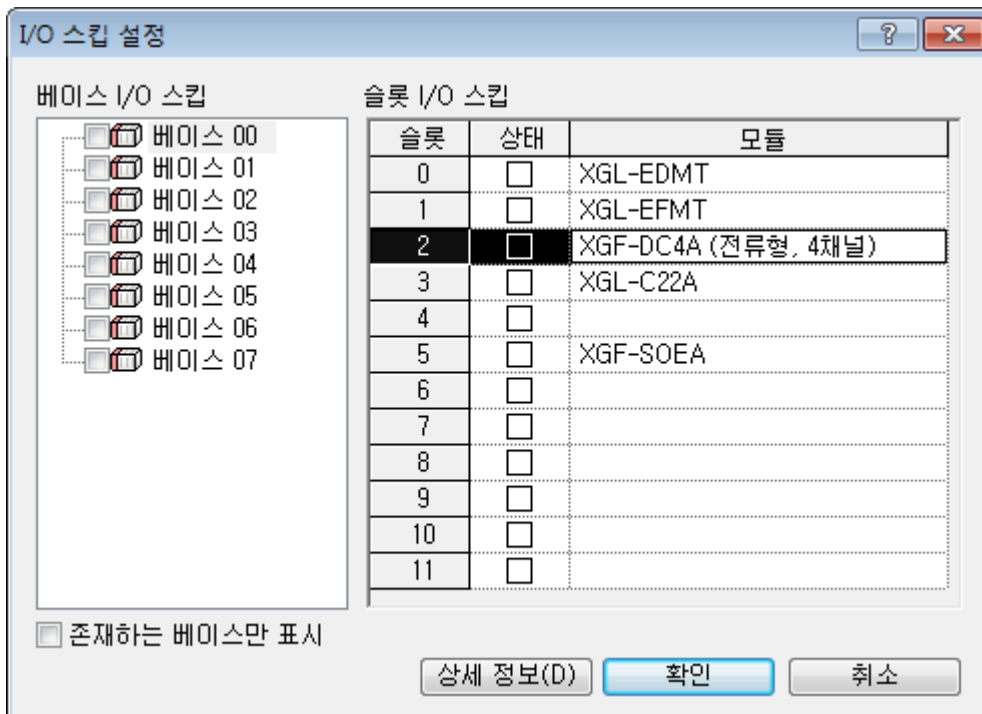 I/O 스킵 설정
베이스 I/O 스킵
베이스 00
베이스 01
베이스 02
베이스 03
베이스 04
베이스 05
베이스 06
베이스 07
존재하는 베이스만 표시
슬롯 I/O 스킵
슬롯 상태 모듈
0 XGL-EDMT
1 XGL-EFMT
2 XGF-DC4A (전류형, 4채널)
3 XGL-C22A
4
5 XGF-SOEA
6
7
8
9
10
11
상세 정보(D) 확인 취소